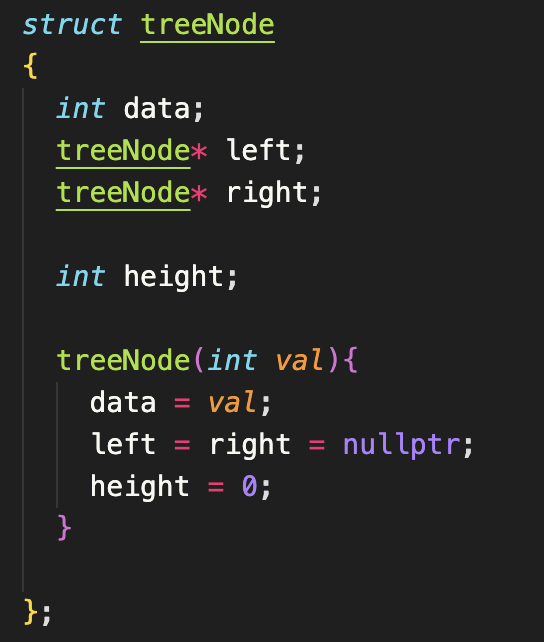 struct treeNode
{
int data;
treeNode* left;
treeNode* right;
int height;
treeNode(int val){
data = val;
left = right = nullptr;
height = 0;
}
};